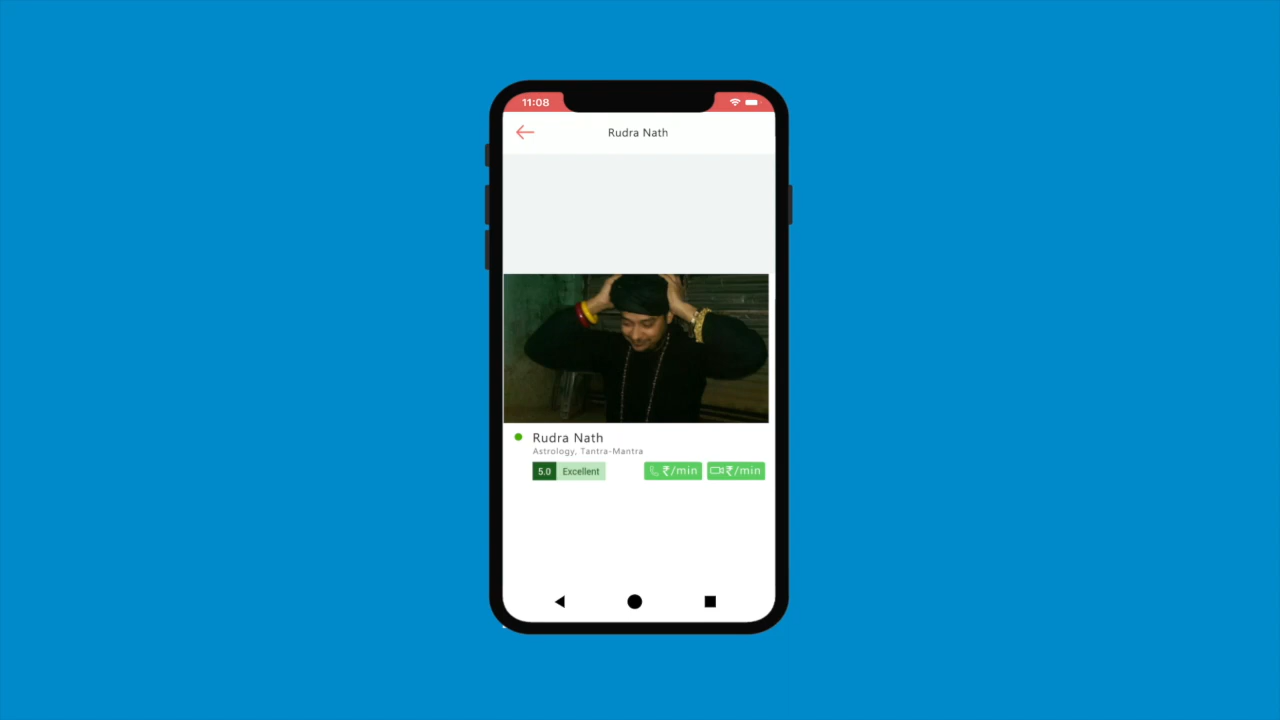 11:08
Rudra Nath
Rudra Nath
Astrology, Tantra-Mantra
5.0 Excellent ₹/min ₹/min